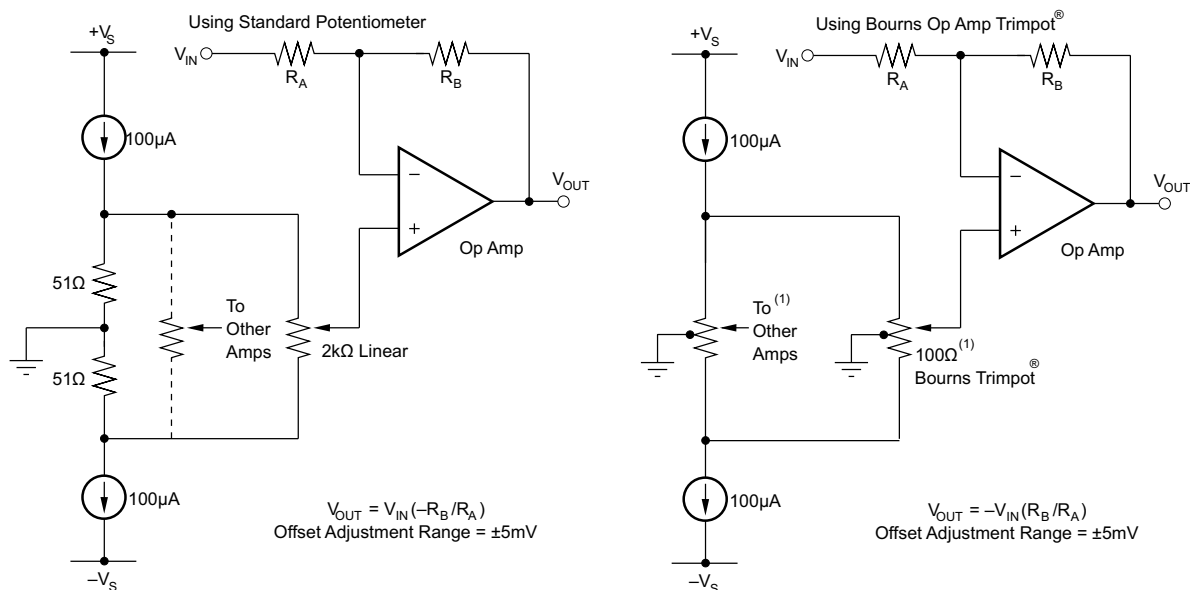 Using Standard Potentiometer
+VS
VIN
RA
RB
100µA
VOUT
Op Amp
51Ω
To
Other
Amps
2kΩ Linear
51Ω
100µA
VOUT = VIN (–RB/RA)
Offset Adjustment Range = ±5mV
–VS
Using Bourns Op Amp Trimpot®
+VS
VIN
RA
RB
100µA
VOUT
Op Amp
To (1)
Other
Amps
100Ω(1)
Bourns Trimpot®
100µA
VOUT = –VIN (RB/RA)
Offset Adjustment Range = ±5mV
–VS